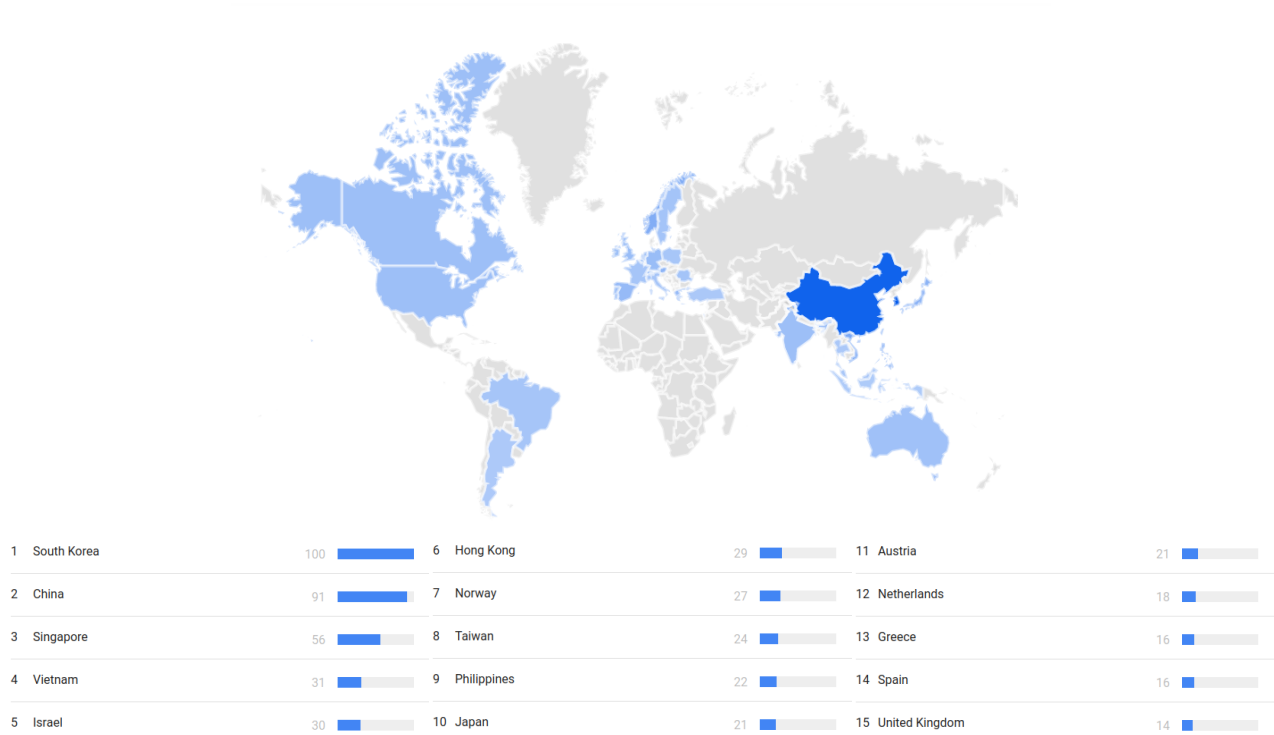 1 South Korea 100
2 China 91
3 Singapore 56
4 Vietnam 31
5 Israel 30
6 Hong Kong 29
7 Norway 27
8 Taiwan 24
9 Philippines 22
10 Japan 21
11 Austria 21
12 Netherlands 18
13 Greece 16
14 Spain 16
15 United Kingdom 14